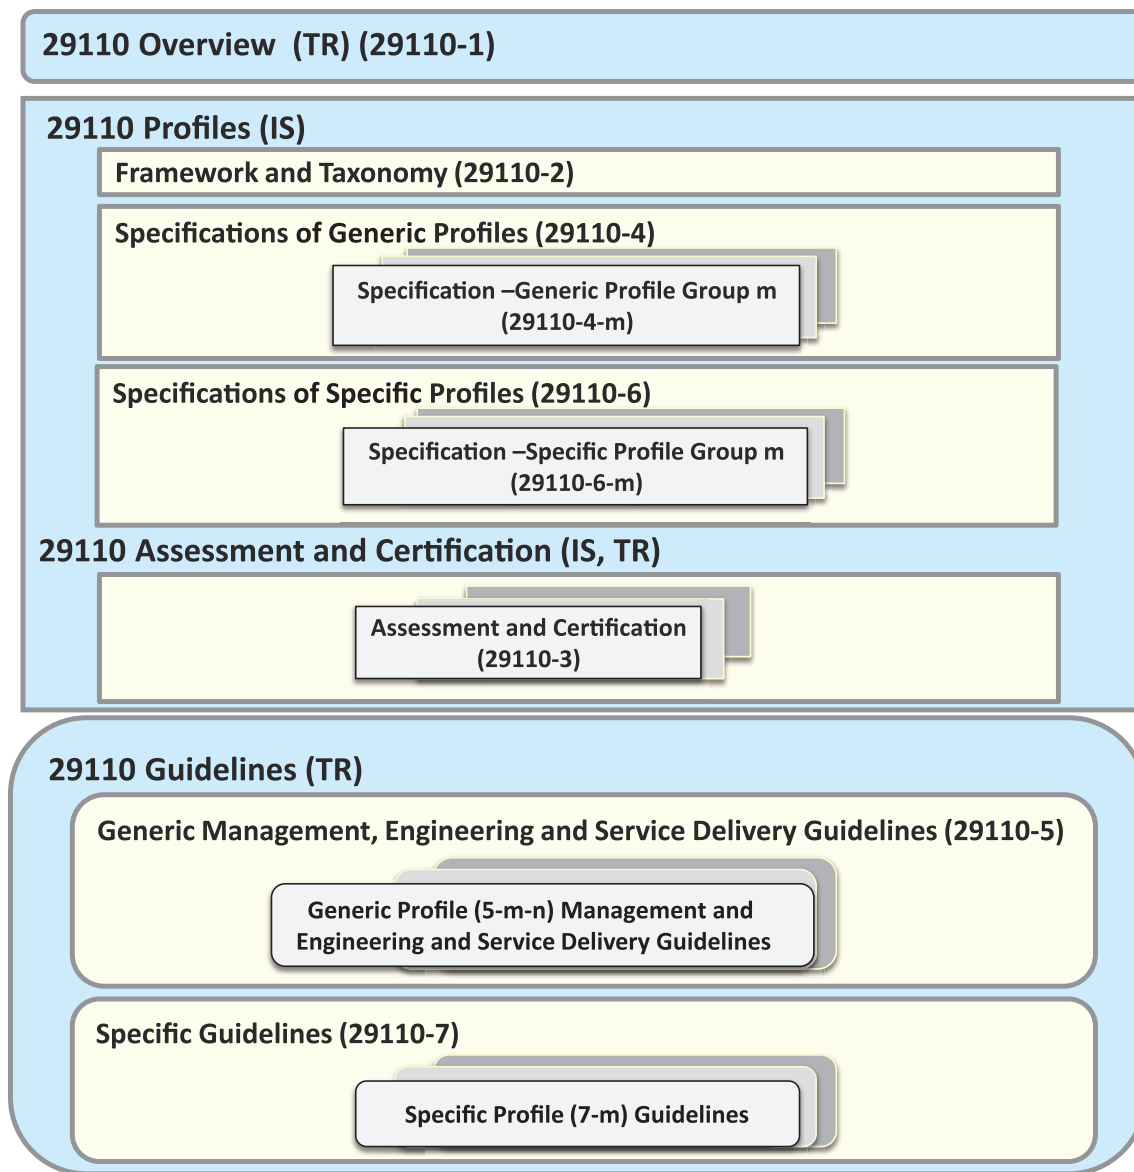 29110 Overview (TR) (29110-1)
29110 Profiles (IS)
Framework and Taxonomy (29110-2)
Specifications of Generic Profiles (29110-4)
Specification –Generic Profile Group m
(29110-4-m)
Specifications of Specific Profiles (29110-6)
Specification –Specific Profile Group m
(29110-6-m)
29110 Assessment and Certification (IS, TR)
Assessment and Certification
(29110-3)
29110 Guidelines (TR)
Generic Management, Engineering and Service Delivery Guidelines (29110-5)
Generic Profile (5-m-n) Management and
Engineering and Service Delivery Guidelines
Specific Guidelines (29110-7)
Specific Profile (7-m) Guidelines